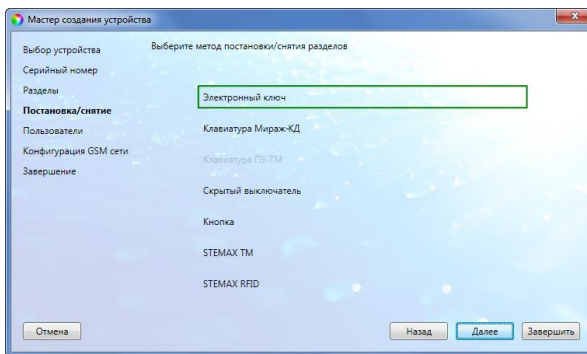 Мастер создания устройства
Выбор устройства
Серийный номер
Разделы
Постановка/снятие
Пользователи
Конфигурация GSM сети
Завершение
Выберите метод постановки/снятия разделов
Электронный ключ
Клавиатура Мираж-КД
Клавиатура ПУ-ТМ
Скрытый выключатель
Кнопка
STEMAX TM
STEMAX RFID
Отмена
Назад
Далее
Завершить